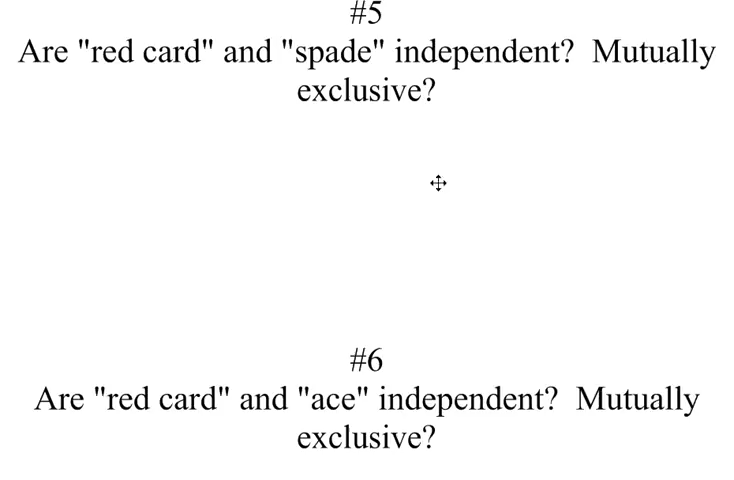 #5
Are "red card" and "spade" independent?  Mutually
exclusive?
#6
Are "red card" and "ace" independent?  Mutually
exclusive?